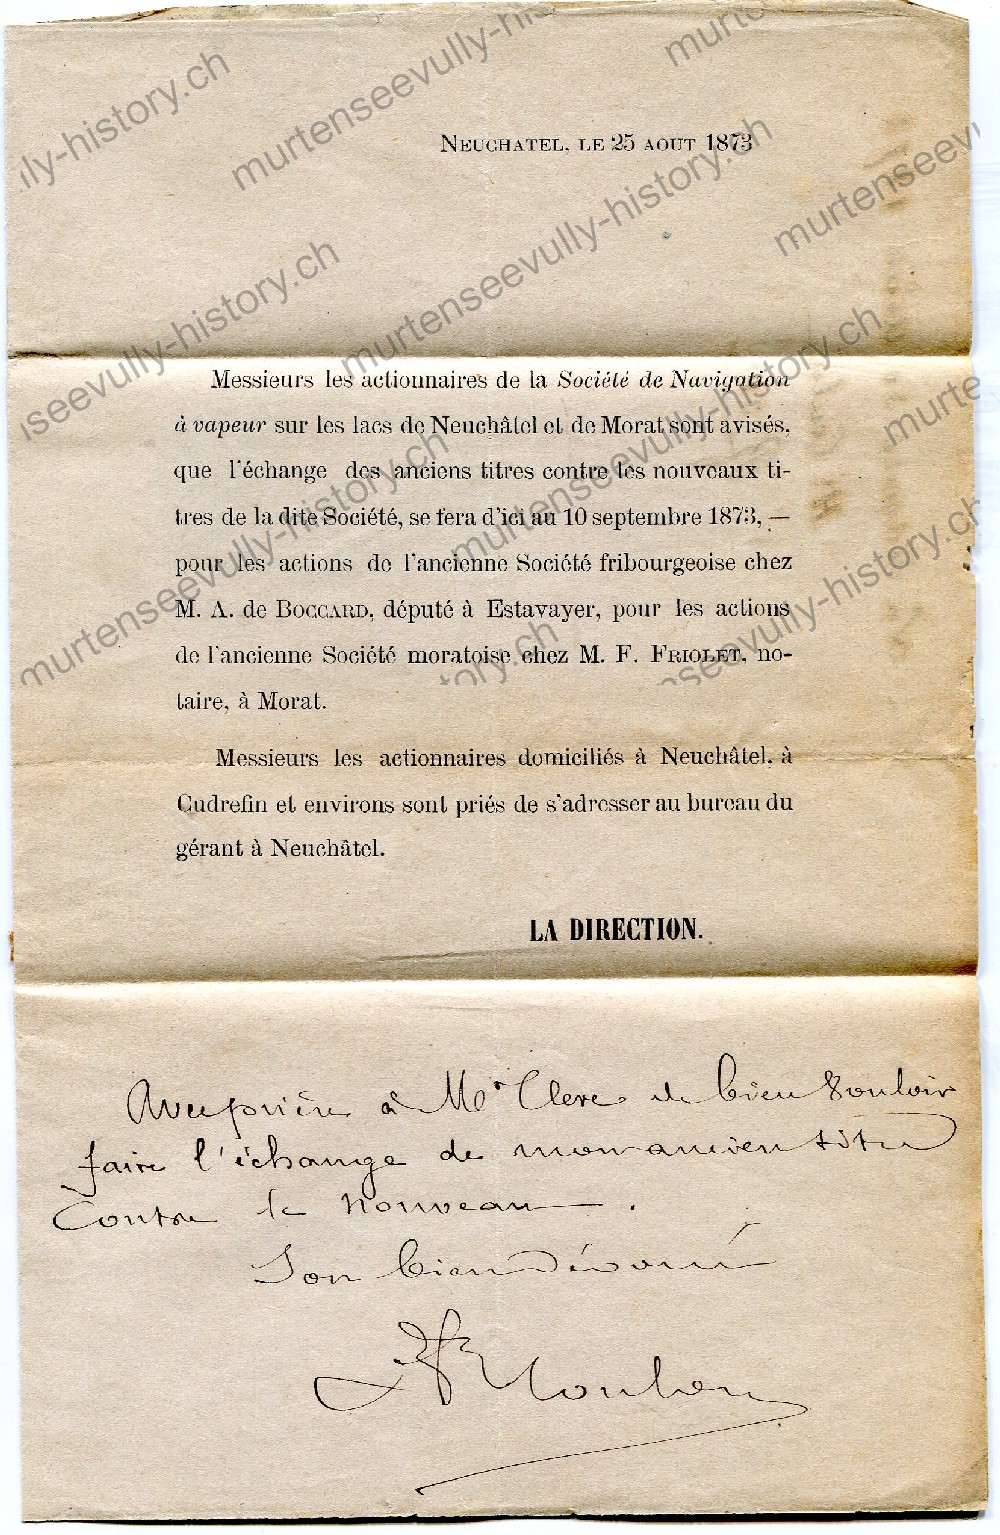 NEUCHATEL, LE 25 AOUT 1873
Messieurs les actionnaires de la Société de Navigation
à vapeur sur les lacs de Neuchâtel et de Morat sont avisés,
que l'échange des anciens titres contre les nouveaux ti-
tres de la dite Société, se fera d'ici au 10 septembre 1873, —
pour les actions de l'ancienne Société fribourgeoise chez
M. A. de BOCCARD, député à Estavayer, pour les actions
de l'ancienne Société moratoise chez M. F. FRIOLET, no-
taire, à Morat.
Messieurs les actionnaires domiciliés à Neuchâtel, à
Cudrefin et environs sont priés de s'adresser au bureau du
gérant à Neuchâtel.
LA DIRECTION.
Avec prière à Mr Clerc de bien vouloir
faire l'échange de mon ancien titre
contre le nouveau.
Son bien dévoué
murtenseevully-history.ch